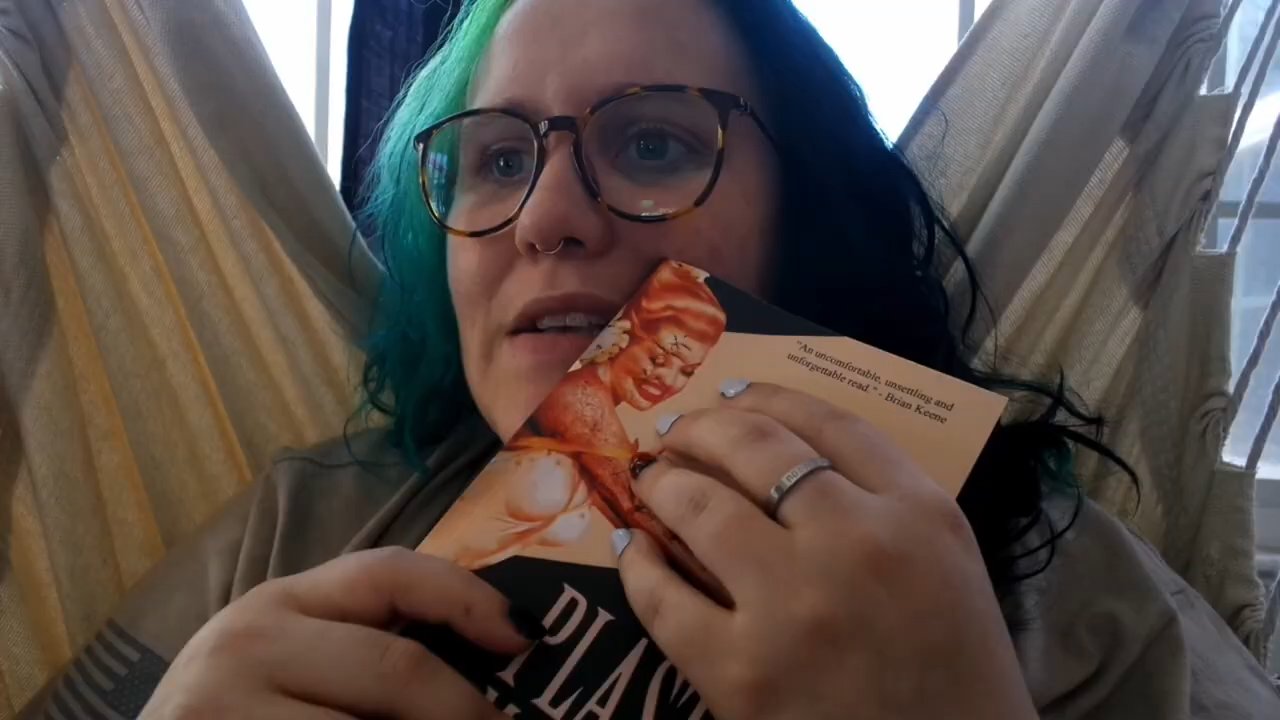 "An uncomfortable, unsettling and
unforgettable read." - Brian Keene
PLAS